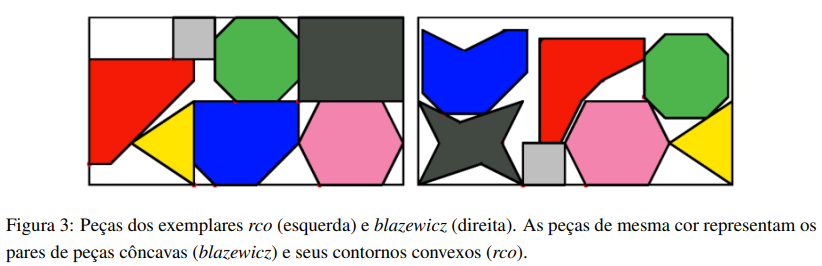 Figura 3: Peças dos exemplares rco (esquerda) e blazewicz (direita). As peças de mesma cor representam os
pares de peças côncavas (blazewicz) e seus contornos convexos (rco).